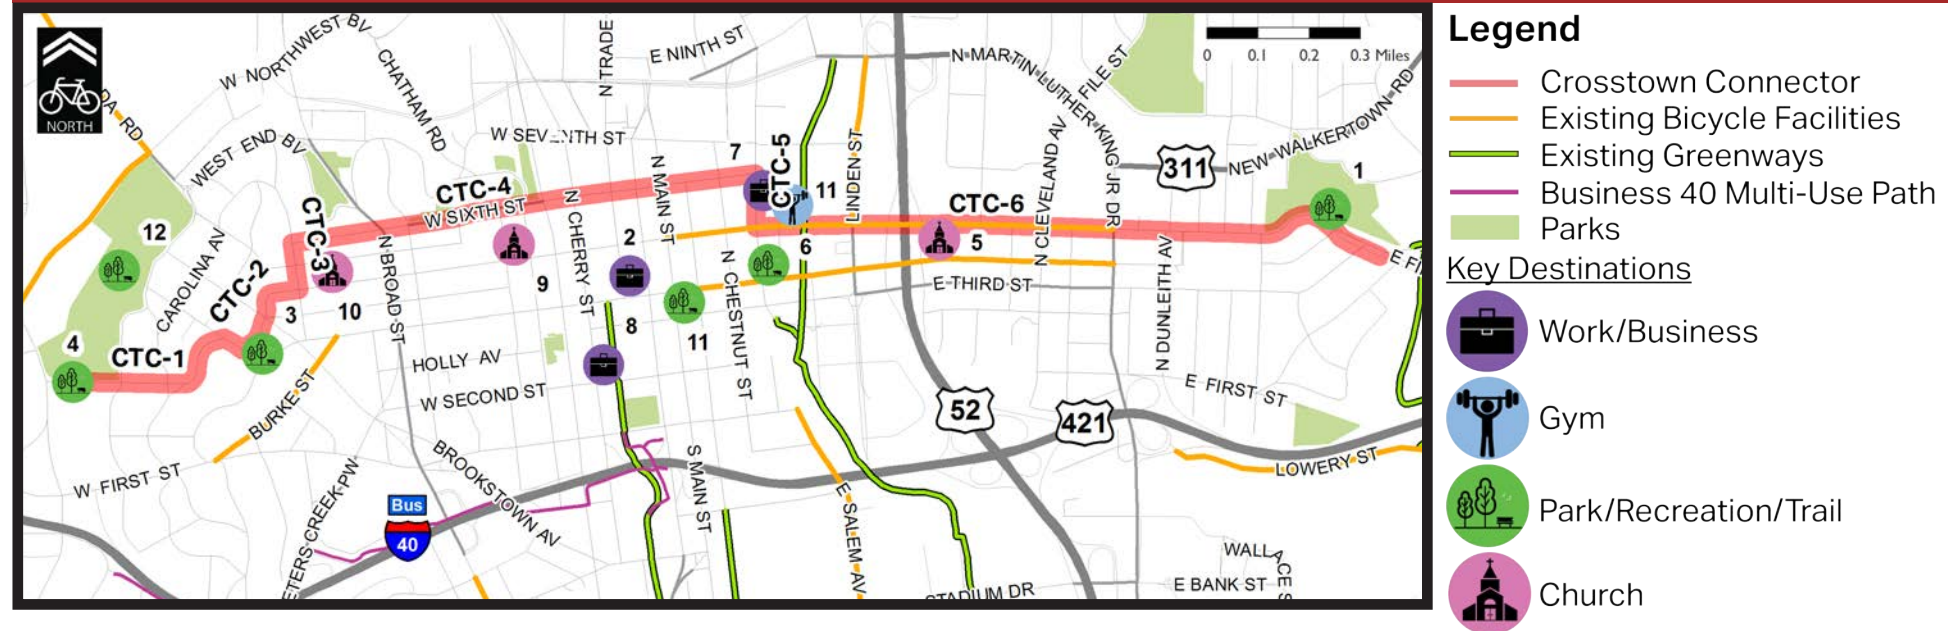 NORTH
DA RD
W NORTHWEST BV
CHATHAM RD
N TRADE
E NINTH ST
N MARTIN LUTHER KING JR DR
FILE ST
0 0.1 0.2 0.3 Miles
WEST END BV
W SEVENTH ST
N MAIN ST
7
CTC-5
11
LINDEN ST
N CLEVELAND AV
311
NEW WALKERTOWN RD
1
CTC-4
W SIXTH ST
CTC-3
N CHERRY ST
CTC-6
12
CAROLINA AV
CTC-2
N BROAD ST
2
6
5
N DUNLEITH AV
E FI
9
N CHESTNUT ST
E THIRD ST
3
10
8
11
4
CTC-1
HOLLY AV
W SECOND ST
BURKE ST
E FIRST ST
52
421
W FIRST ST
BROOKSTOWN AV
S MAIN ST
LOWERY ST
ETERS CREEK PW
Bus
40
E SALEM AV
STADIUM DR
WALLACE S
E BANK ST
Legend
Crosstown Connector
Existing Bicycle Facilities
Existing Greenways
Business 40 Multi-Use Path
Parks
Key Destinations
Work/Business
Gym
Park/Recreation/Trail
Church